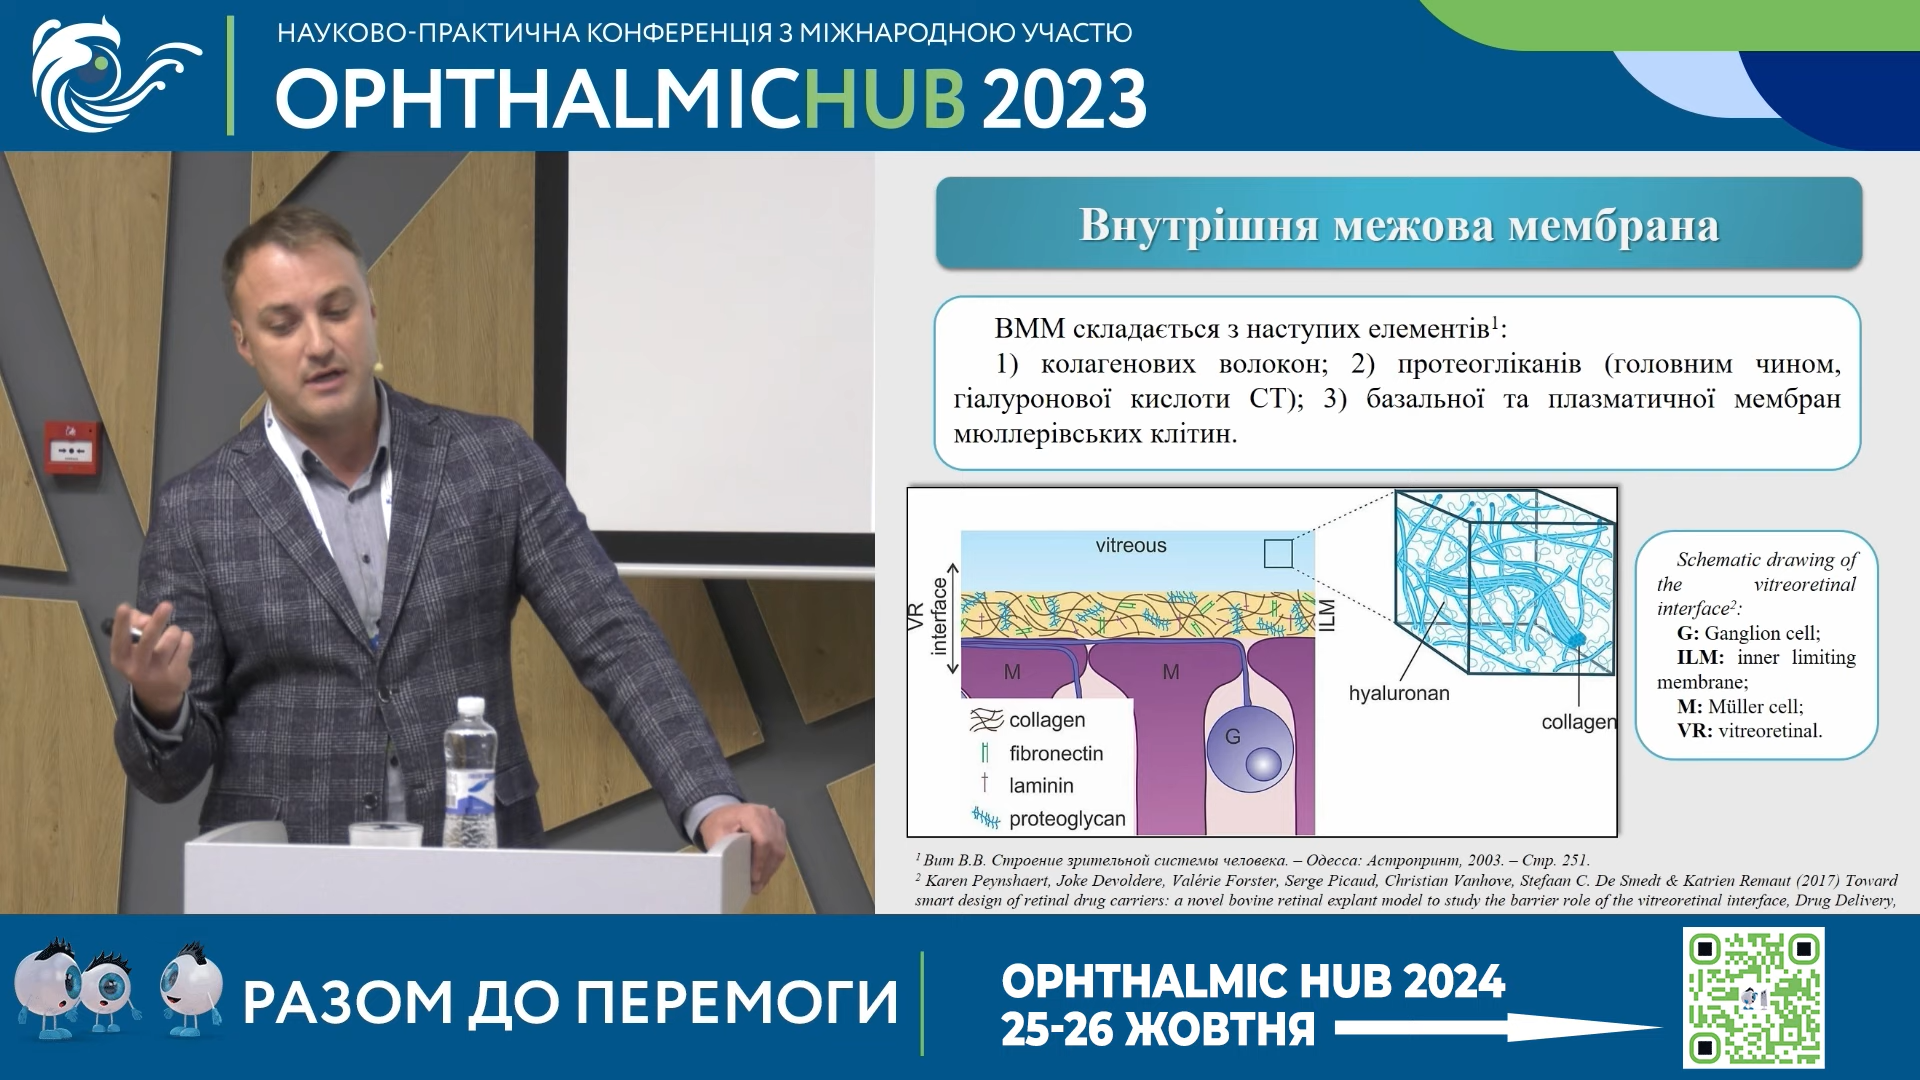 НАУКОВО-ПРАКТИЧНА КОНФЕРЕНЦІЯ З МІЖНАРОДНОЮ УЧАСТЮ
OPHTHALMICHUB 2023
Внутрішня межова мембрана
ВММ складається з наступих елементів¹:
1) колагенових волокон; 2) протеогліканів (головним чином,
гіалуронової кислоти СТ); 3) базальної та плазматичної мембран
мюллерівських клітин.
vitreous
VR
interface
ILM
M
M
G
collagen
fibronectin
laminin
proteoglycan
hyaluronan
collagen
Schematic drawing of
the vitreoretinal
interface²:
G: Ganglion cell;
ILM: inner limiting
membrane;
M: Müller cell;
VR: vitreoretinal.
¹ Вит В.В. Строение зрительной системы человека. – Одесса: Астропринт, 2003. – Стр. 251.
² Karen Peynshaert, Joke Devoldere, Valérie Forster, Serge Picaud, Christian Vanhove, Stefaan C. De Smedt & Katrien Remaut (2017) Toward
smart design of retinal drug carriers: a novel bovine retinal explant model to study the barrier role of the vitreoretinal interface, Drug Delivery,
РАЗОМ ДО ПЕРЕМОГИ
OPHTHALMIC HUB 2024
25-26 ЖОВТНЯ